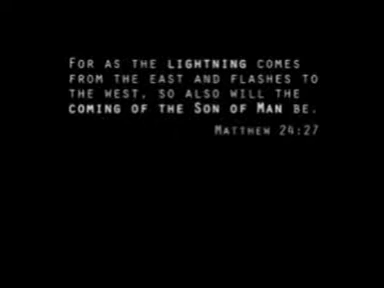 For as the lightning comes
from the east and flashes to
the west, so also will the
coming of the Son of Man be.
Matthew 24:27